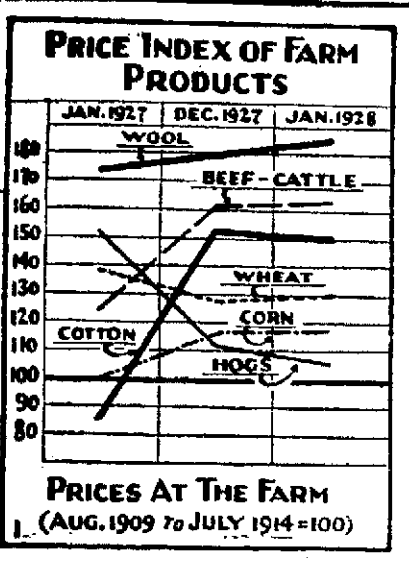 PRICE INDEX OF FARM
PRODUCTS
JAN. 1927 DEC. 1927 JAN. 1928
WOOL
180
170
BEEF-CATTLE
160
150
140
WHEAT
130
120
CORN
COTTON
110
HOGS
100
90
80
PRICES AT THE FARM
(AUG. 1909 TO JULY 1914=100)